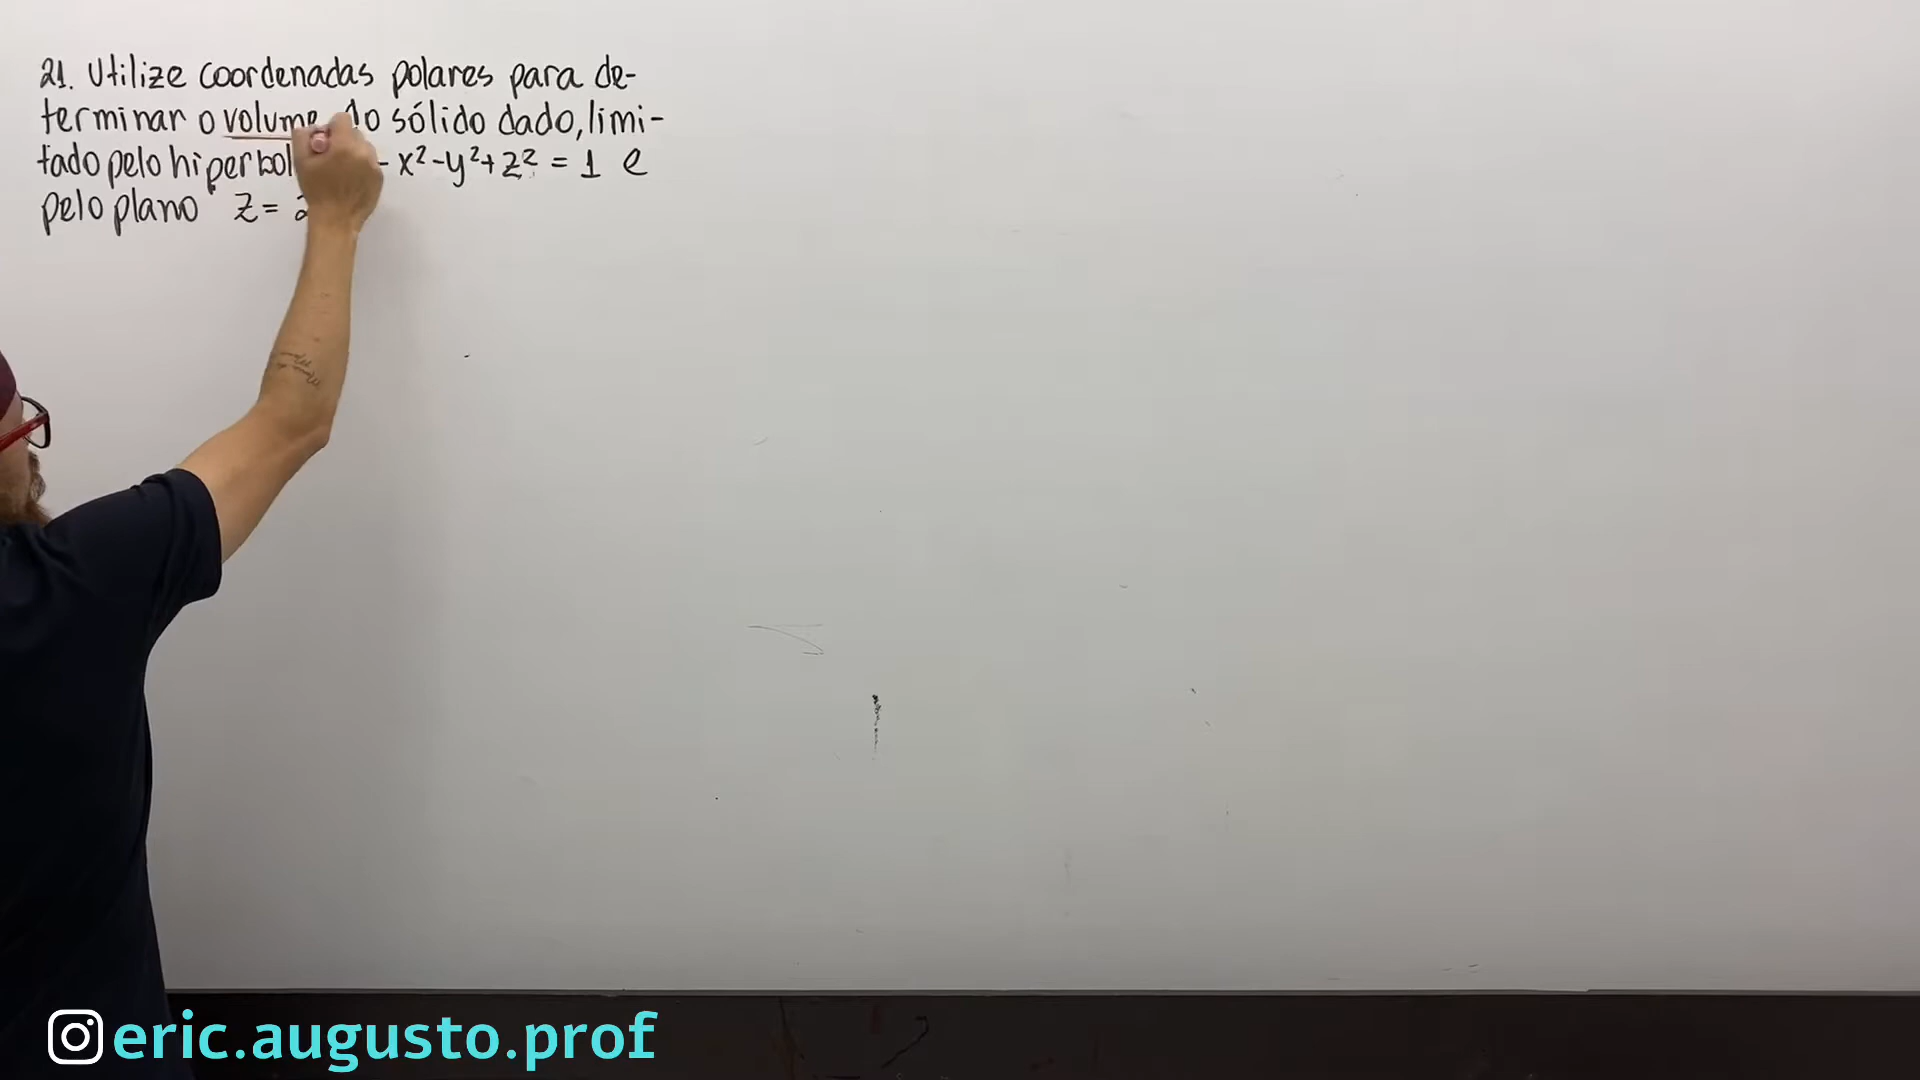 21. Utilize coordenadas polares para de-
terminar o volume do sólido dado, limi-
tado pelo - x² - y² + z² = 1 e
pelo plano z = 2
eric.augusto.prof